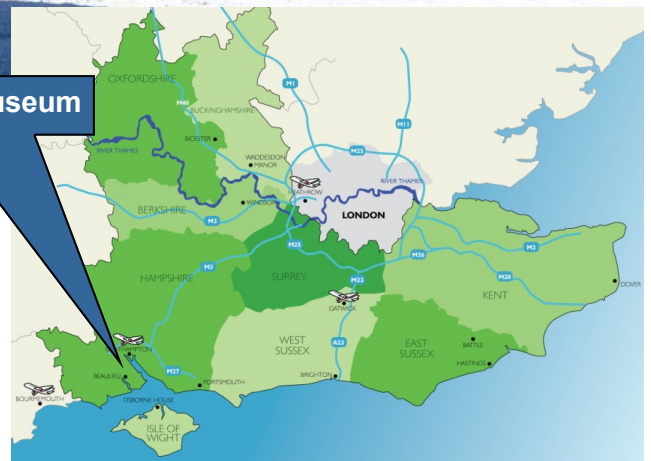 useum
OXFORDSHIRE
M40
M1
BUCKINGHAMSHIRE
M11
BICESTER
M25
RIVER THAMES
WADDESDON
MANOR
HEATHROW
RIVER THAMES
BERKSHIRE
WINDSOR
LONDON
M3
M25
M2
M26
HAMPSHIRE
M3
SURREY
M23
M20
DOVER
KENT
GATWICK
WEST
SUSSEX
EAST
SUSSEX
BATTLE
A23
HASTINGS
BEAULIEU
M27
PORTSMOUTH
BRIGHTON
BOURNEMOUTH
OSBORNE HOUSE
ISLE OF
WIGHT